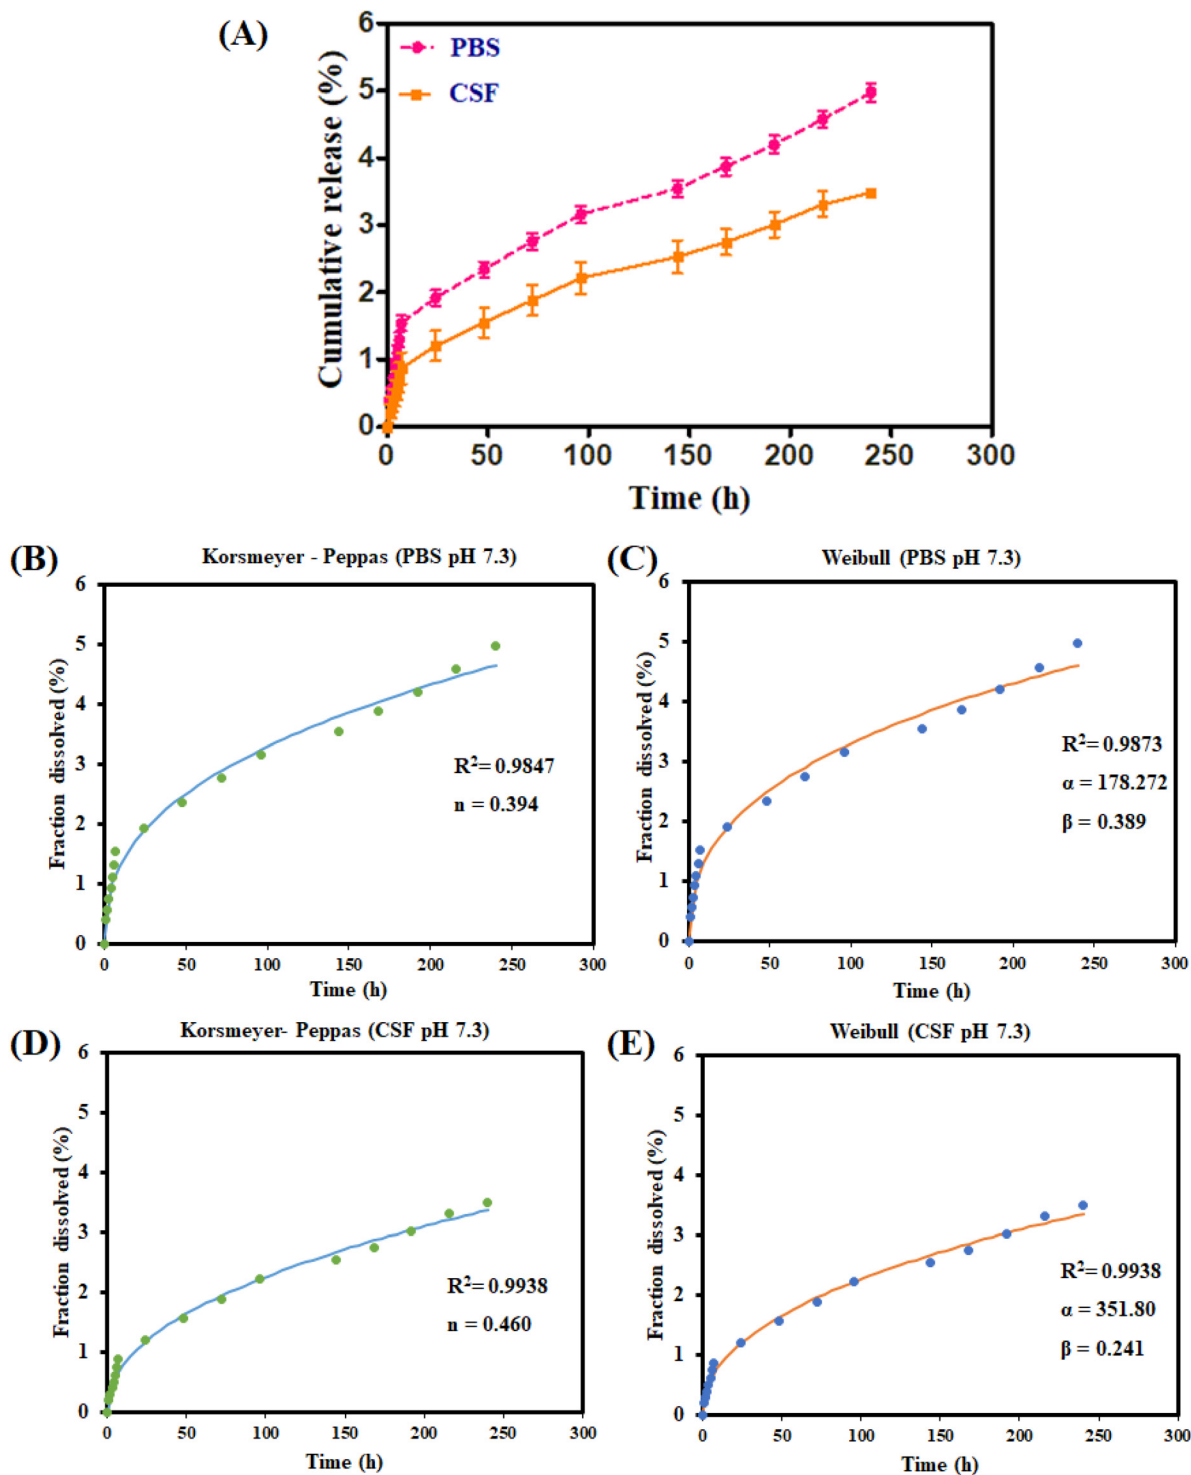 (A)
PBS
CSF
Cumulative release (%)
6
5
4
3
2
1
0
0 50 100 150 200 250 300
Time (h)
(B)
Korsmeyer - Peppas (PBS pH 7.3)
Fraction dissolved (%)
6
5
4
3
2
1
0
R²= 0.9847
n = 0.394
0 50 100 150 200 250 300
Time (h)
(C)
Weibull (PBS pH 7.3)
Fraction dissolved (%)
6
5
4
3
2
1
0
R²= 0.9873
α = 178.272
β = 0.389
0 50 100 150 200 250 300
Time (h)
(D)
Korsmeyer- Peppas (CSF pH 7.3)
Fraction dissolved (%)
6
5
4
3
2
1
0
R²= 0.9938
n = 0.460
0 50 100 150 200 250 300
Time (h)
(E)
Weibull (CSF pH 7.3)
Fraction dissolved (%)
6
5
4
3
2
1
0
R²= 0.9938
α = 351.80
β = 0.241
0 50 100 150 200 250 300
Time (h)